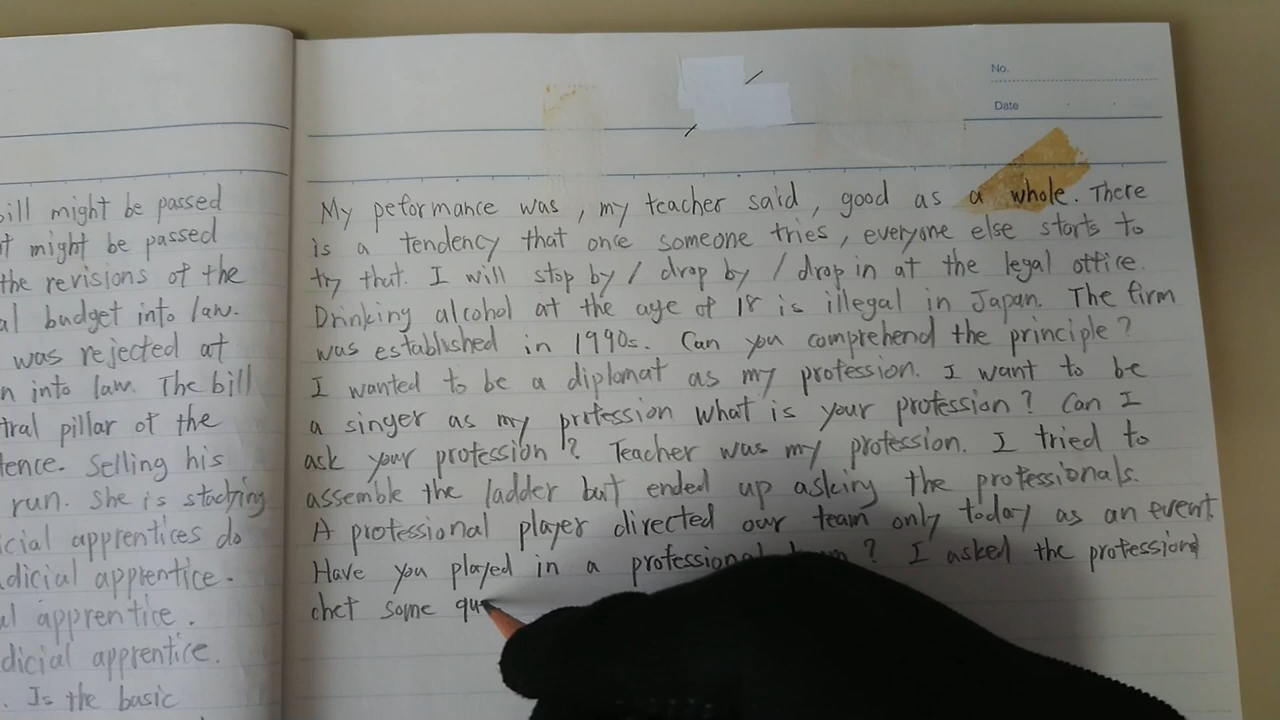 No.
Date
ill might be passed
t might be passed
the revisions of the
al budget into law.
was rejected at
n into law. The bill
tral pillar of the
tence. Selling his
run. She is studying
icial apprentices do
dicial apprentice.
al apprentice.
dicial apprentice.
. Is the basic
My peformance was, my teacher said, good as a whole. There
is a tendency that once someone tries, everyone else starts to
try that. I will stop by / drop by / drop in at the legal office.
Drinking alcohol at the age of 18 is illegal in Japan. The firm
was established in 1990s. Can you comprehend the principle?
I wanted to be a diplomat as my profession. I want to be
a singer as my profession what is your profession? Can I
ask your profession? Teacher was my profession. I tried to
assemble the ladder but ended up asking the professionals.
A professional player directed our team only today as an event.
Have you played in a professional ? I asked the professional
chef some qu